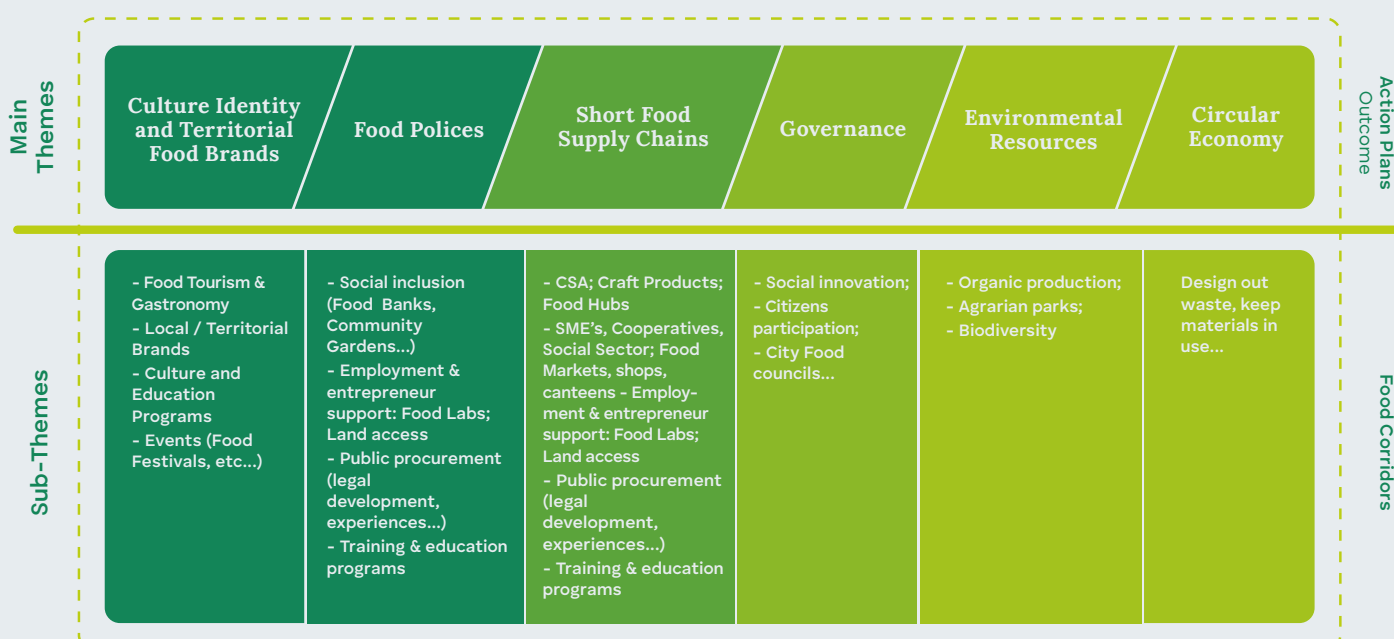 Main
Themes
Culture Identity
and Territorial
Food Brands
Food Polices
Short Food
Supply Chains
Governance
Environmental
Resources
Circular
Economy
Action Plans
Outcome
Sub-Themes
- Food Tourism &
Gastronomy
- Local / Territorial
Brands
- Culture and
Education
Programs
- Events (Food
Festivals, etc...)
- Social inclusion
(Food Banks,
Community
Gardens...)
- Employment &
entrepreneur
support: Food Labs;
Land access
- Public procurement
(legal
development,
experiences...)
- Training & education
programs
- CSA; Craft Products;
Food Hubs
- SME's, Cooperatives,
Social Sector; Food
Markets, shops,
canteens - Employ-
ment & entrepreneur
support: Food Labs;
Land access
- Public procurement
(legal
development,
experiences...)
- Training & education
programs
- Social innovation;
- Citizens
participation;
- City Food
councils...
- Organic production;
- Agrarian parks;
- Biodiversity
Design out
waste, keep
materials in
use...
Food Corridors